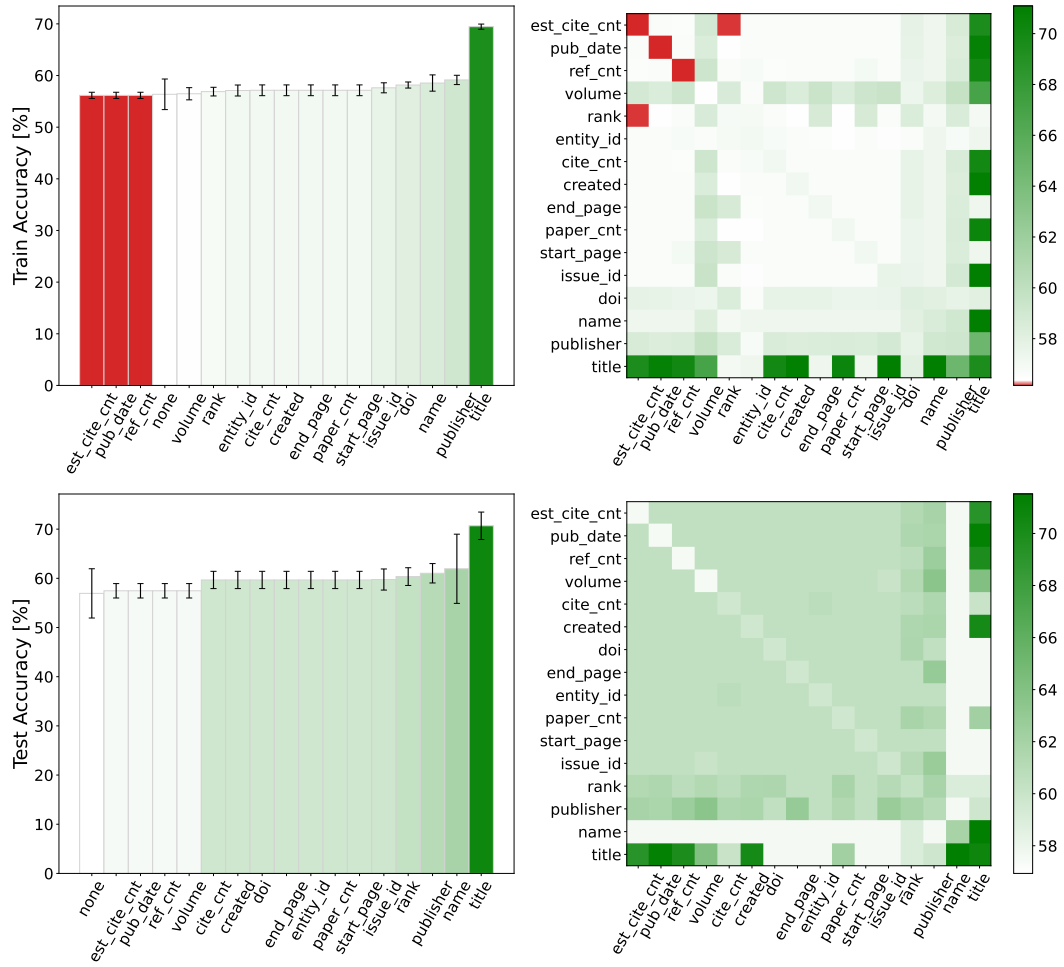 Train Accuracy [%]
70
60
50
40
30
20
10
0
est_cite_cnt
pub_date
ref_cnt
none
volume
rank
entity_id
cite_cnt
created
end_page
paper_cnt
start_page
issue_id
doi
name
publisher
title
est_cite_cnt
pub_date
ref_cnt
volume
rank
entity_id
cite_cnt
created
end_page
paper_cnt
start_page
issue_id
doi
name
publisher
title
est_cite_cnt
pub_date
ref_cnt
volume
rank
entity_id
cite_cnt
created
end_page
paper_cnt
start_page
issue_id
doi
name
publisher
title
70
68
66
64
62
60
58
Test Accuracy [%]
70
60
50
40
30
20
10
0
none
est_cite_cnt
pub_date
ref_cnt
volume
cite_cnt
created
doi
end_page
entity_id
paper_cnt
start_page
issue_id
rank
publisher
name
title
est_cite_cnt
pub_date
ref_cnt
volume
cite_cnt
created
doi
end_page
entity_id
paper_cnt
start_page
issue_id
rank
publisher
name
title
est_cite_cnt
pub_date
ref_cnt
volume
cite_cnt
created
doi
end_page
entity_id
paper_cnt
start_page
issue_id
rank
publisher
name
title
70
68
66
64
62
60
58